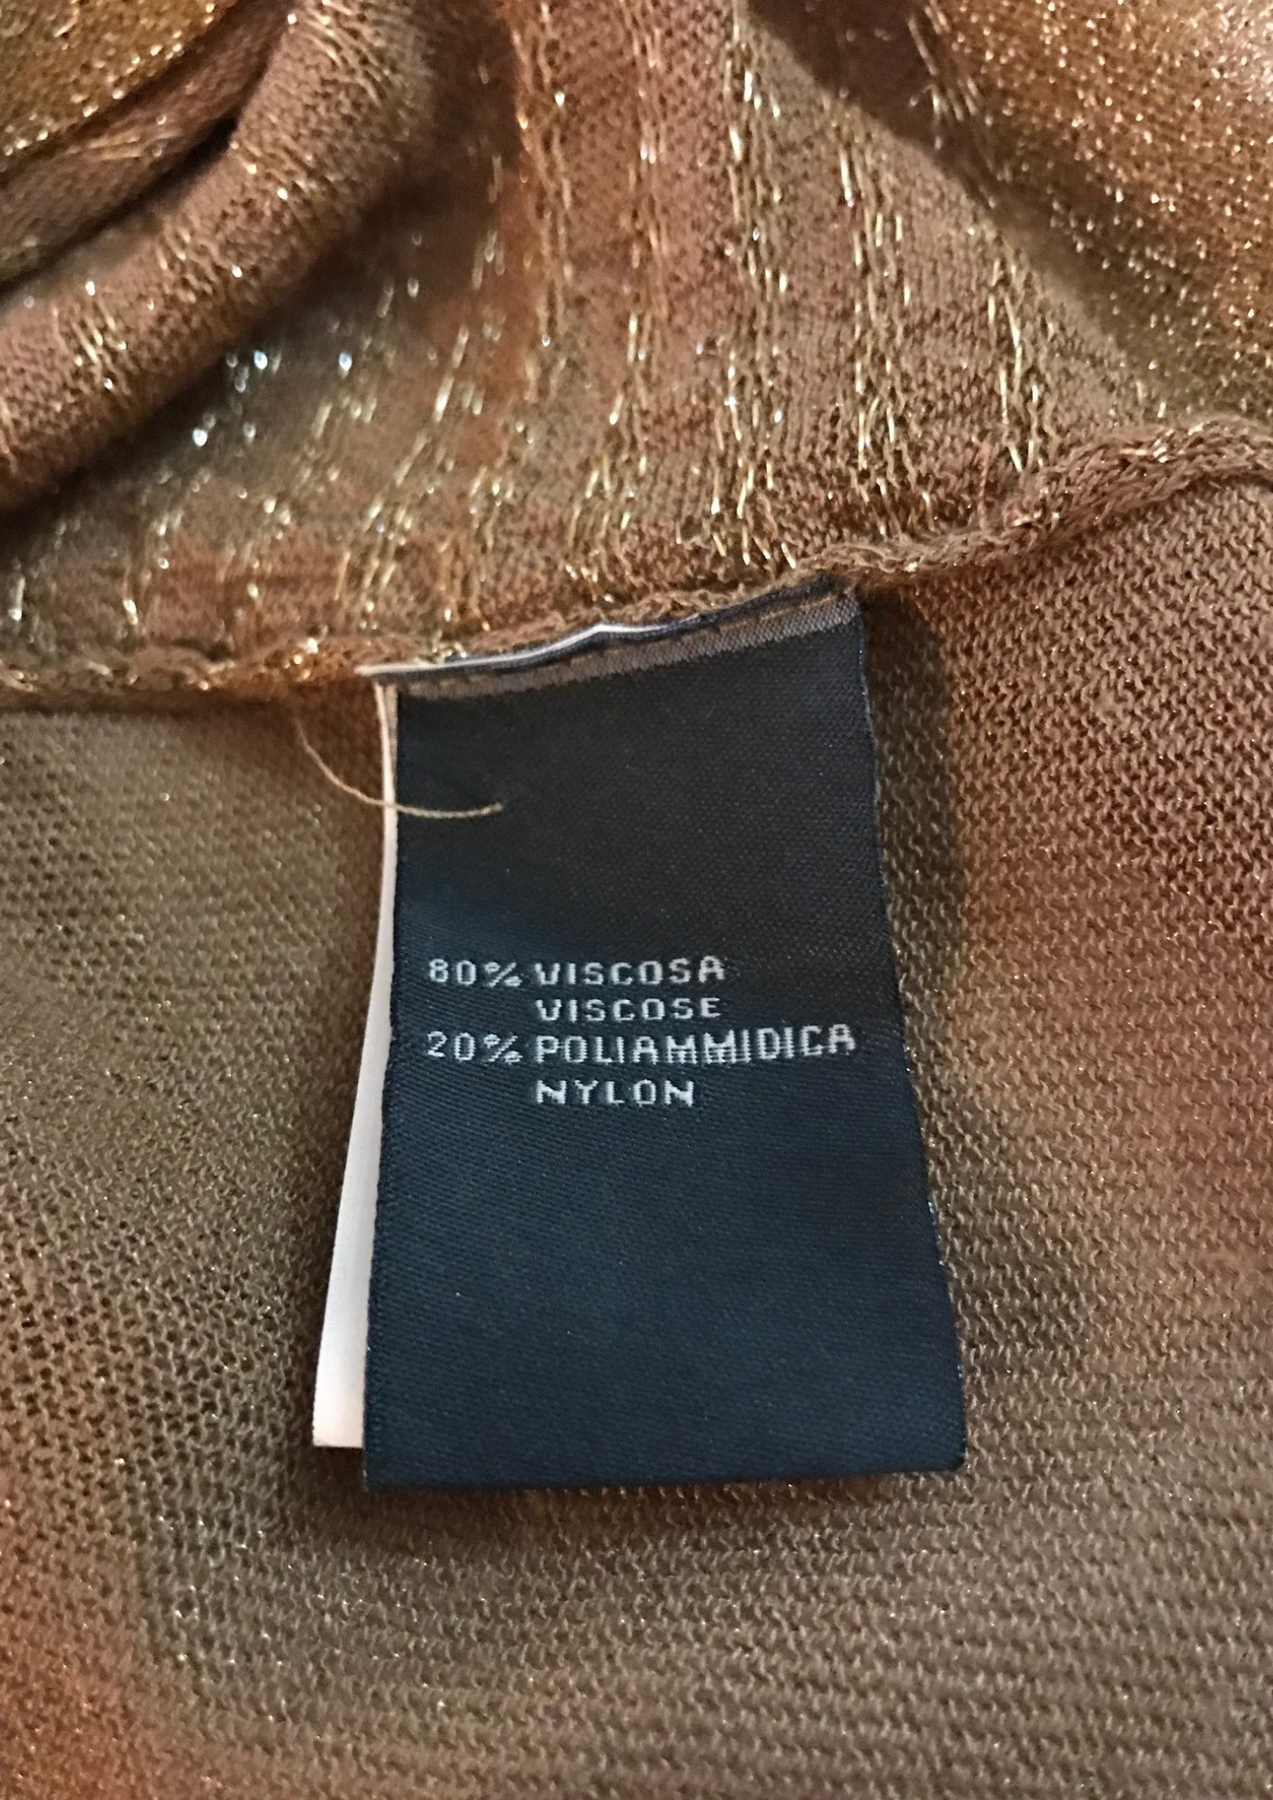 80% VISCOSA
VISCOSE
20% POLIAMMIDICA
NYLON